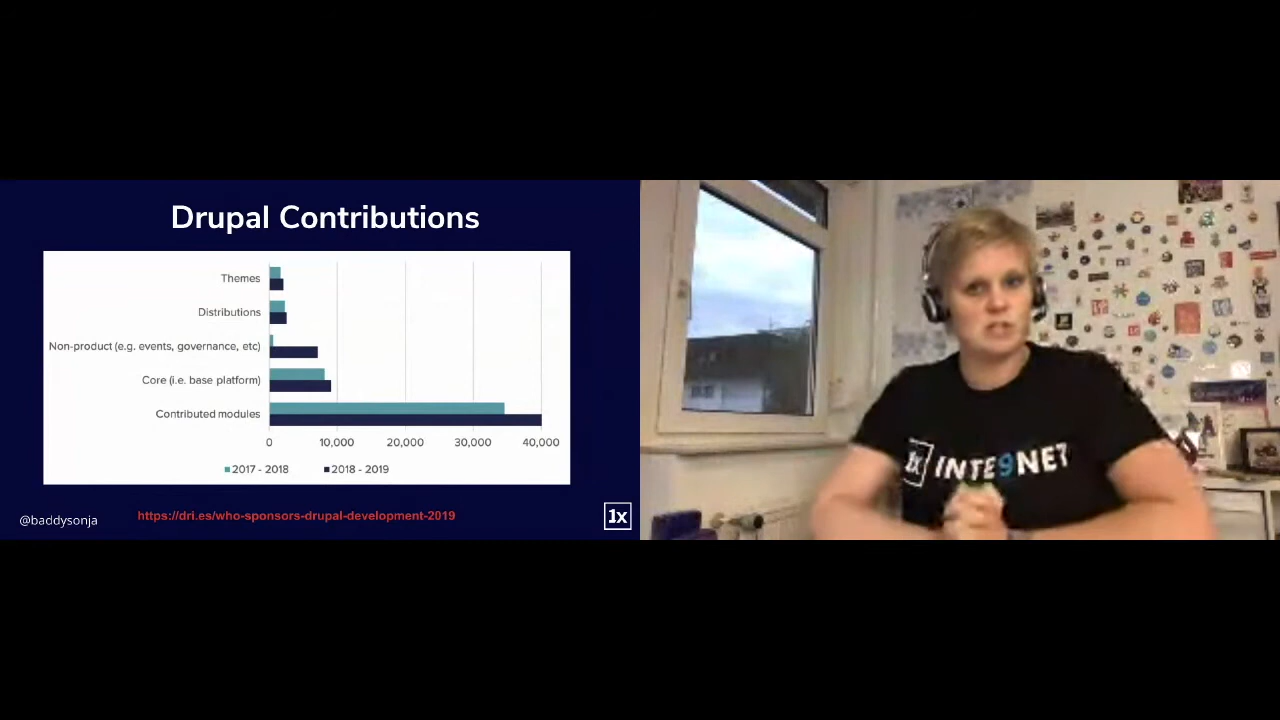 Drupal Contributions
Themes
Distributions
Non-product (e.g. events, governance, etc)
Core (i.e. base platform)
Contributed modules
0 10,000 20,000 30,000 40,000
2017 - 2018 2018 - 2019
@baddysonja
https://dri.es/who-sponsors-drupal-development-2019
1x
1x INTE9NET